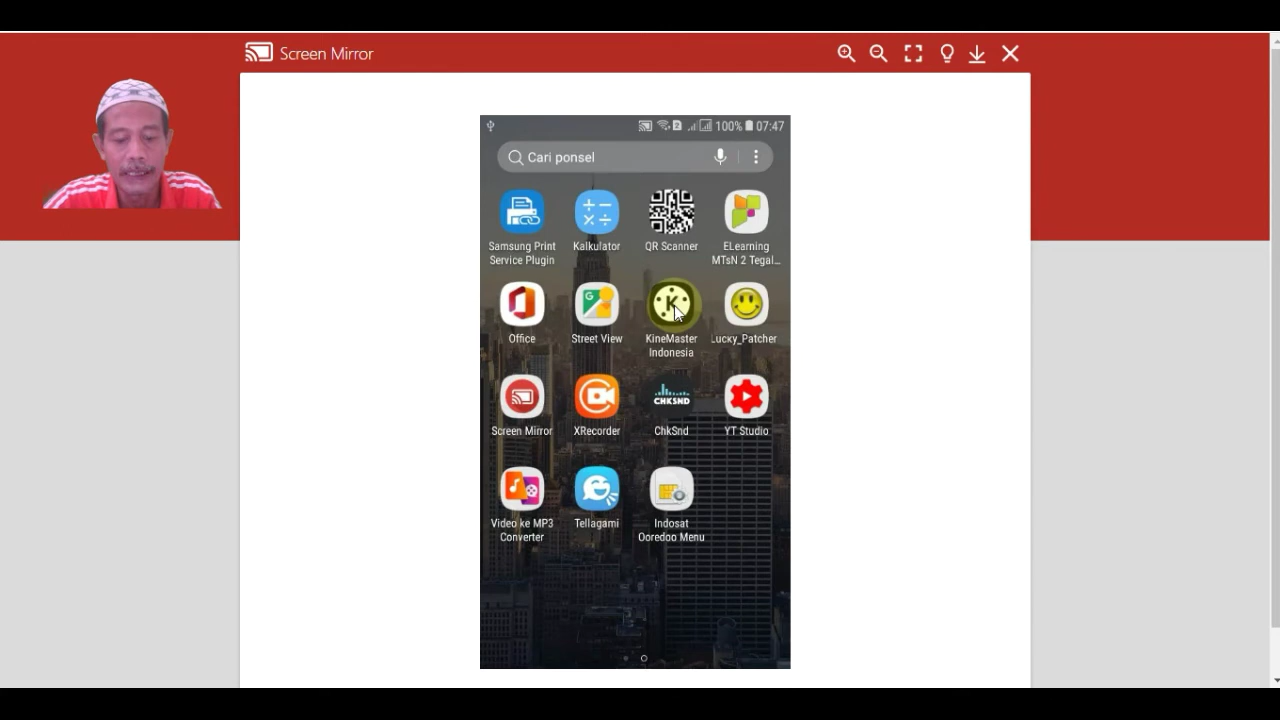 Screen Mirror
100% 07:47
Cari ponsel
Samsung Print Service Plugin
Kalkulator
QR Scanner
ELearning MTsN 2 Tegal...
Office
Street View
KineMaster Indonesia
Lucky_Patcher
Screen Mirror
XRecorder
CHKSND
ChkSnd
YT Studio
Video ke MP3 Converter
Tellagami
Indosat Ooredoo Menu